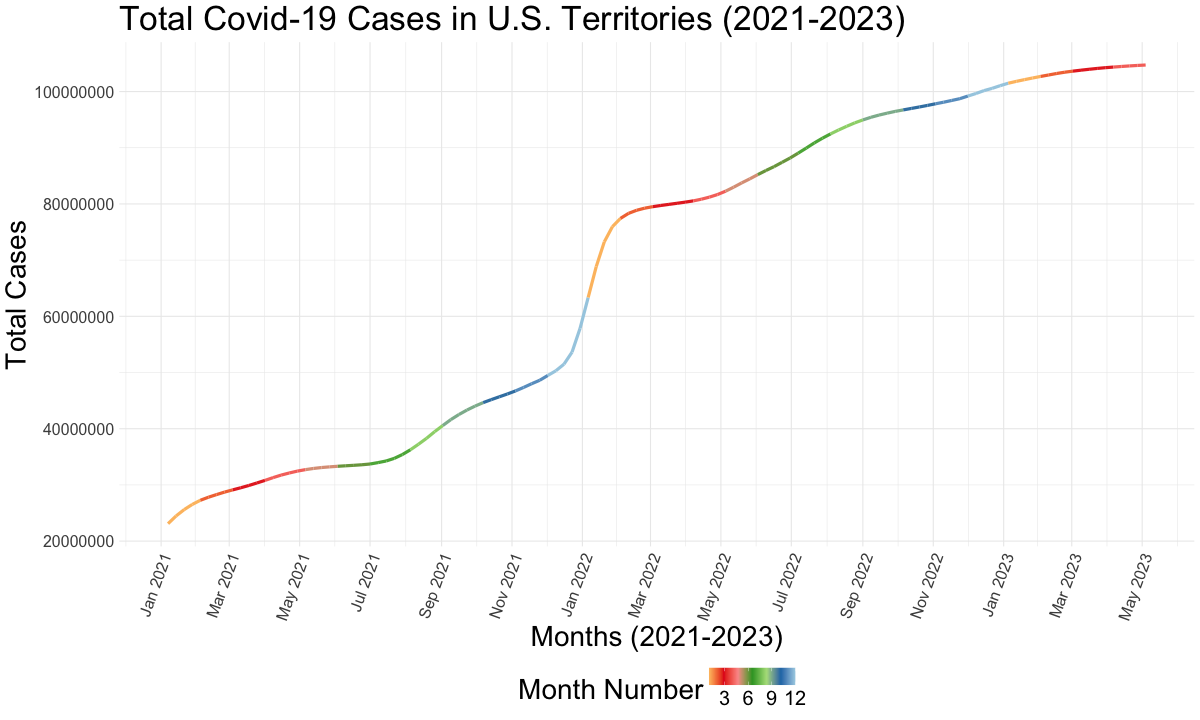 Total Covid-19 Cases in U.S. Territories (2021-2023)
Total Cases
100000000
80000000
60000000
40000000
20000000
Jan 2021
Mar 2021
May 2021
Jul 2021
Sep 2021
Nov 2021
Jan 2022
Mar 2022
May 2022
Jul 2022
Sep 2022
Nov 2022
Jan 2023
Mar 2023
May 2023
Months (2021-2023)
Month Number
3 6 9 12